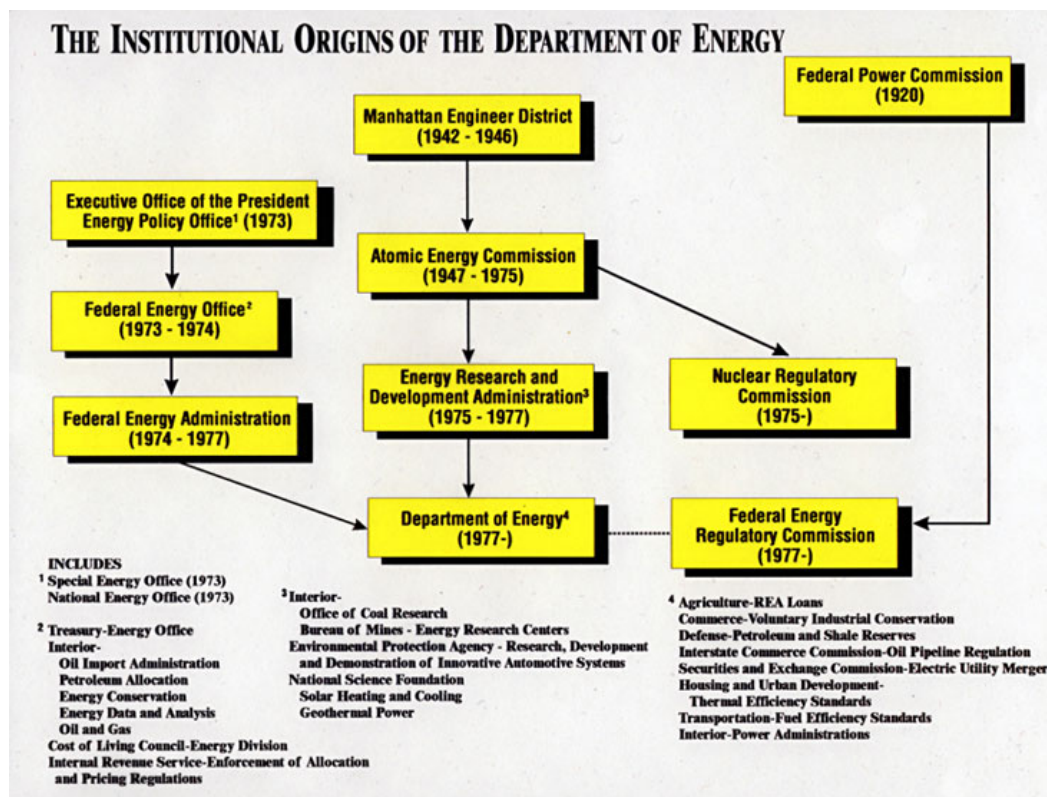 THE INSTITUTIONAL ORIGINS OF THE DEPARTMENT OF ENERGY
Federal Power Commission
(1920)
Manhattan Engineer District
(1942 - 1946)
Executive Office of the President
Energy Policy Office¹ (1973)
Atomic Energy Commission
(1947 - 1975)
Federal Energy Office²
(1973 - 1974)
Energy Research and
Development Administration³
(1975 - 1977)
Nuclear Regulatory
Commission
(1975-)
Federal Energy Administration
(1974 - 1977)
Department of Energy⁴
(1977-)
Federal Energy
Regulatory Commission
(1977-)
INCLUDES
¹ Special Energy Office (1973)
National Energy Office (1973)
² Treasury-Energy Office
Interior-
Oil Import Administration
Petroleum Allocation
Energy Conservation
Energy Data and Analysis
Oil and Gas
Cost of Living Council-Energy Division
Internal Revenue Service-Enforcement of Allocation
and Pricing Regulations
³ Interior-
Office of Coal Research
Bureau of Mines - Energy Research Centers
Environmental Protection Agency - Research, Development
and Demonstration of Innovative Automotive Systems
National Science Foundation
Solar Heating and Cooling
Geothermal Power
⁴ Agriculture-REA Loans
Commerce-Voluntary Industrial Conservation
Defense-Petroleum and Shale Reserves
Interstate Commerce Commission-Oil Pipeline Regulation
Securities and Exchange Commission-Electric Utility Merger
Housing and Urban Development-
Thermal Efficiency Standards
Transportation-Fuel Efficiency Standards
Interior-Power Administrations